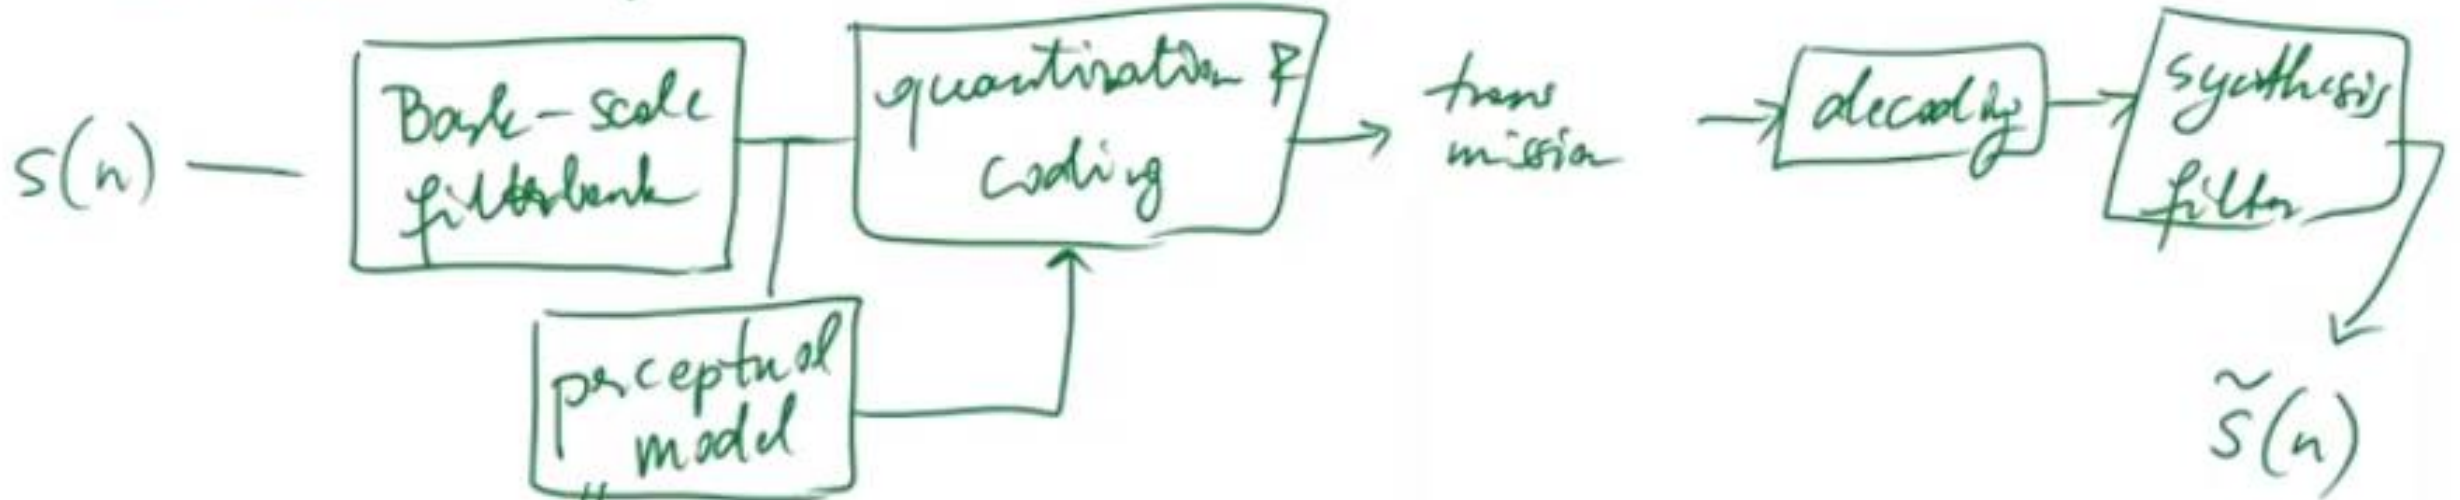 s(n)
Bark-scale
filterbank
quantization &
coding
trans
mission
decoding
synthesis
filter
perceptual
model
s̃(n)